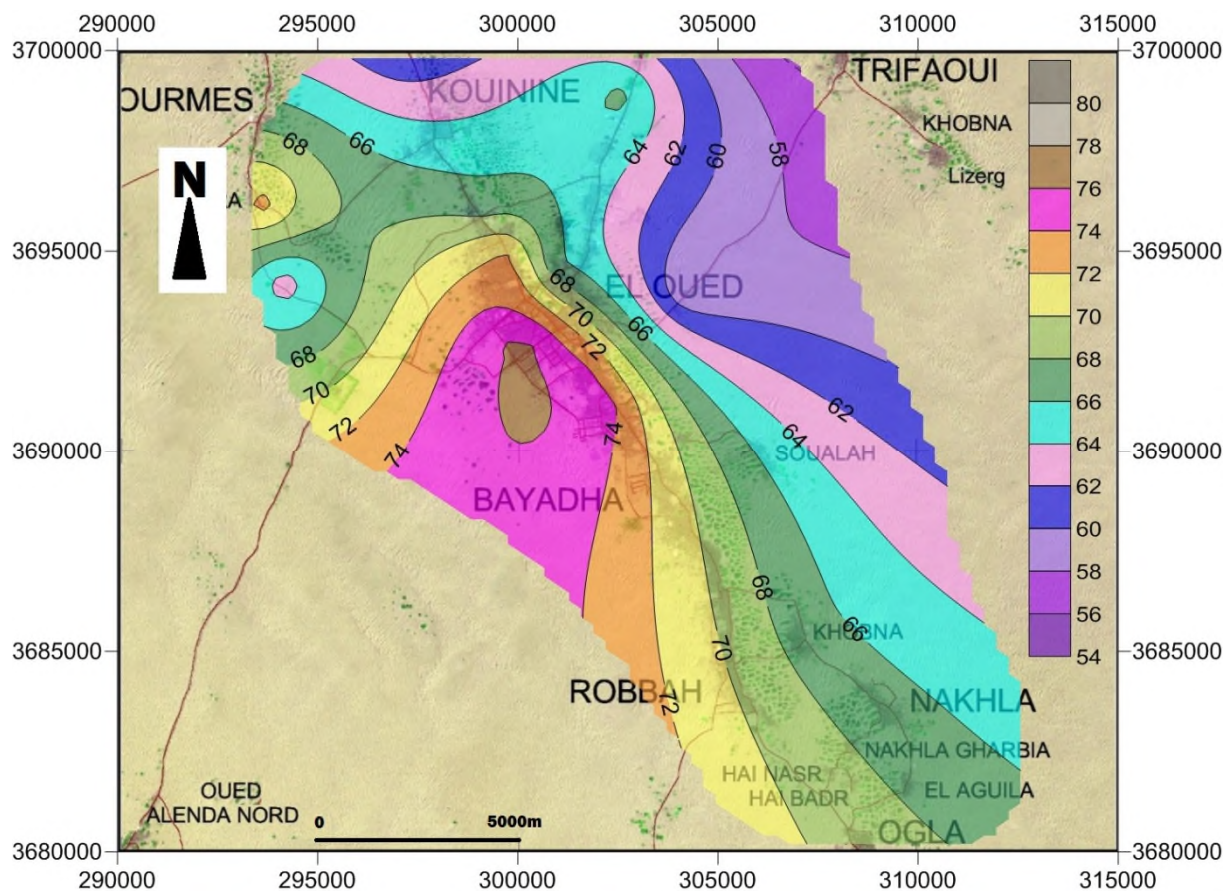 290000 295000 300000 305000 310000 315000
3700000 3700000
TRIFAOUI
80
KOUININE
OURMES
78
KHOBNA
68 66 64 62 60 58
76
N
Lizerg
A
74
3695000 3695000
72
68 EL OUED
70
70 66
72
68
68
70
66
62
72 74 64
74
64
3690000 SOUALAH 3690000
62
BAYADHA
60
58
68
56
66 KHOBNA
70
3685000 54 3685000
ROBBAH 72 NAKHLA
NAKHLA GHARBIA
HAI NASR
OUED HAI BADR EL AGUILA
ALENDA NORD 0 5000m OGLA
3680000 3680000
290000 295000 300000 305000 310000 315000